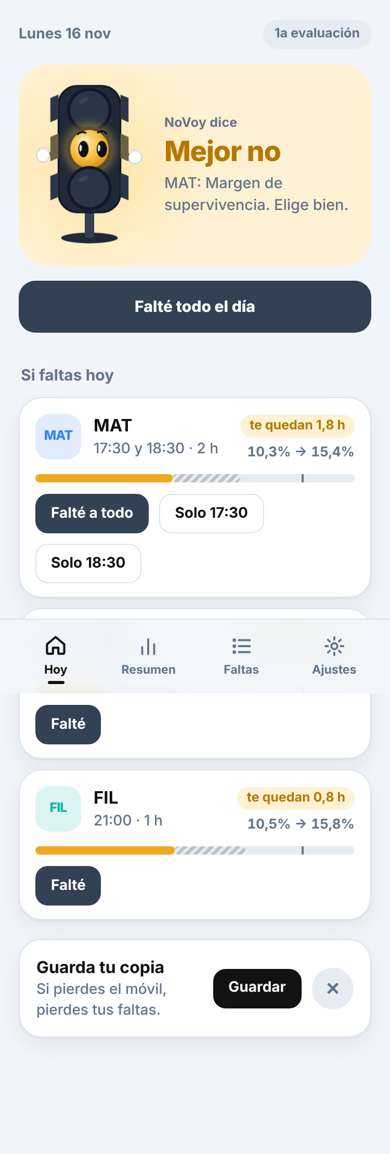 Lunes 16 nov
1a evaluación
NoVoy dice
Mejor no
MAT: Margen de
supervivencia. Elige bien.
Falté todo el día
Si faltas hoy
MAT
MAT
17:30 y 18:30 · 2 h
te quedan 1,8 h
10,3% → 15,4%
Falté a todo
Solo 17:30
Solo 18:30
Hoy
Resumen
Faltas
Ajustes
Falté
FIL
FIL
21:00 · 1 h
te quedan 0,8 h
10,5% → 15,8%
Falté
Guarda tu copia
Si pierdes el móvil,
pierdes tus faltas.
Guardar